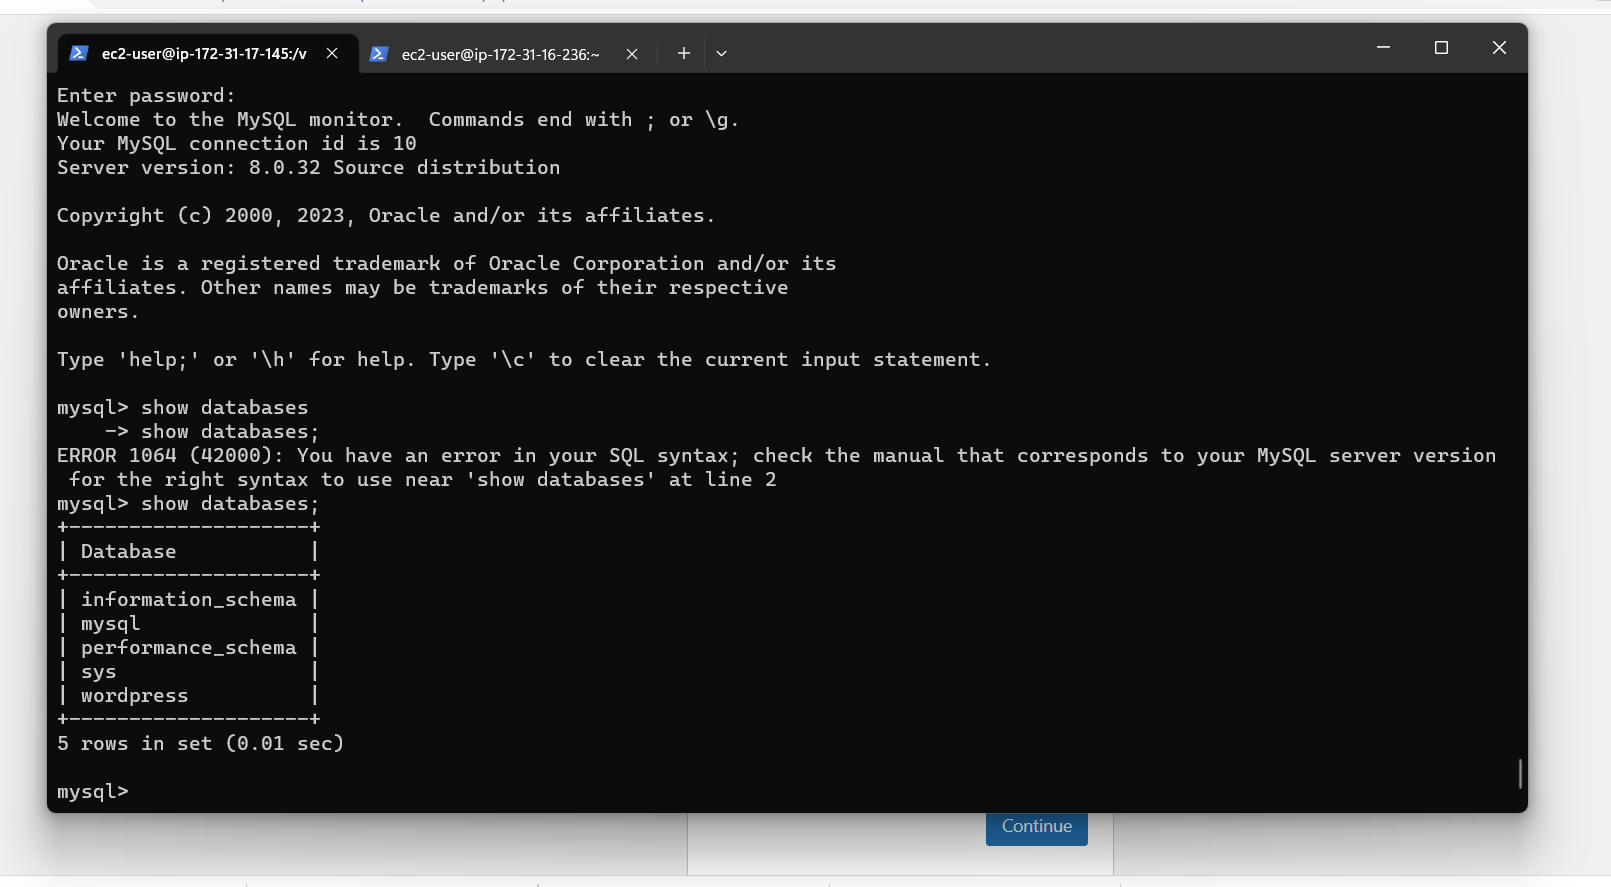 ec2-user@ip-172-31-17-145:/v
ec2-user@ip-172-31-16-236:~
Enter password:
Welcome to the MySQL monitor.  Commands end with ; or \g.
Your MySQL connection id is 10
Server version: 8.0.32 Source distribution
Copyright (c) 2000, 2023, Oracle and/or its affiliates.
Oracle is a registered trademark of Oracle Corporation and/or its
affiliates. Other names may be trademarks of their respective
owners.
Type 'help;' or '\h' for help. Type '\c' to clear the current input statement.
mysql> show databases
    -> show databases;
ERROR 1064 (42000): You have an error in your SQL syntax; check the manual that corresponds to your MySQL server version
 for the right syntax to use near 'show databases' at line 2
mysql> show databases;
+--------------------+
| Database           |
+--------------------+
| information_schema |
| mysql              |
| performance_schema |
| sys                |
| wordpress          |
+--------------------+
5 rows in set (0.01 sec)
mysql>
Continue